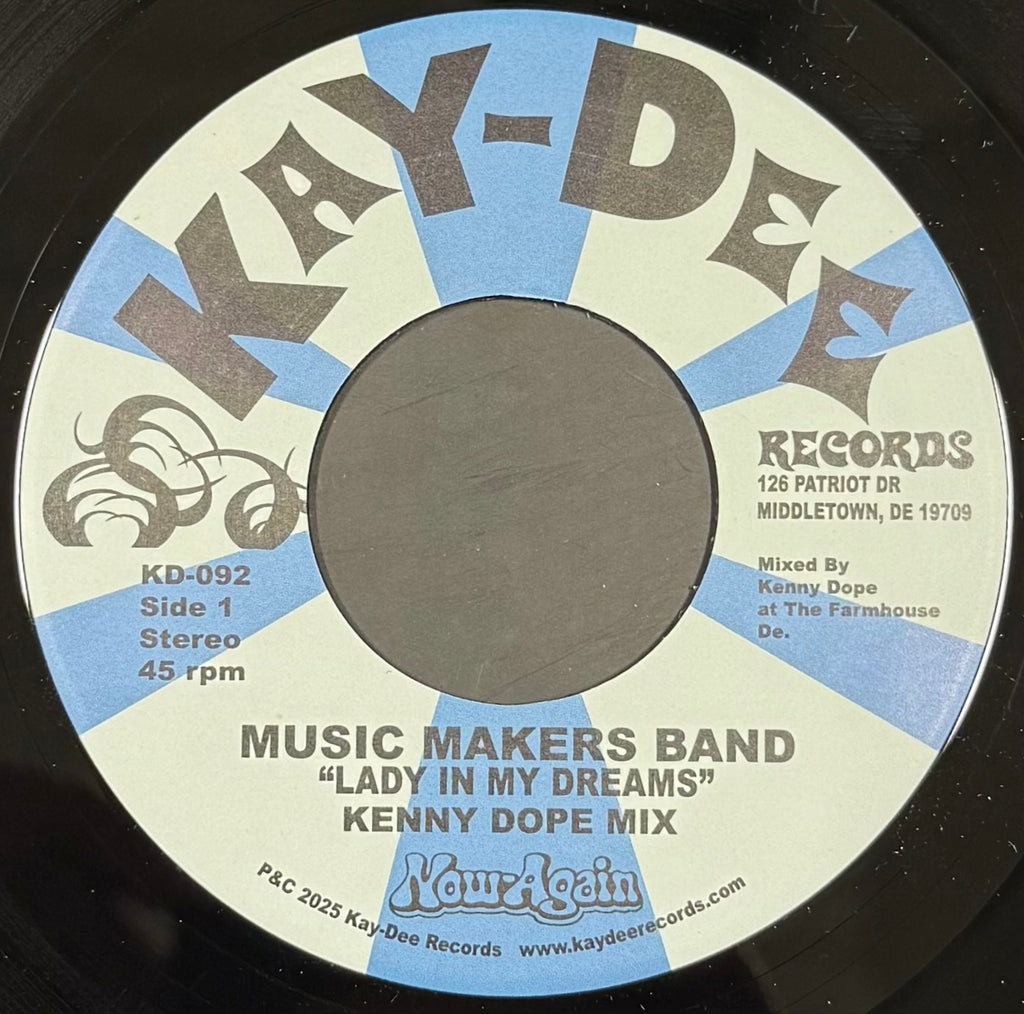 KAY-DEE
RECORDS
126 PATRIOT DR
MIDDLETOWN, DE 19709
KD-092
Side 1
Stereo
45 rpm
Mixed By
Kenny Dope
at The Farmhouse
De.
MUSIC MAKERS BAND
“LADY IN MY DREAMS”
KENNY DOPE MIX
Now-Again
P&C 2025 Kay-Dee Records www.kaydeerecords.com